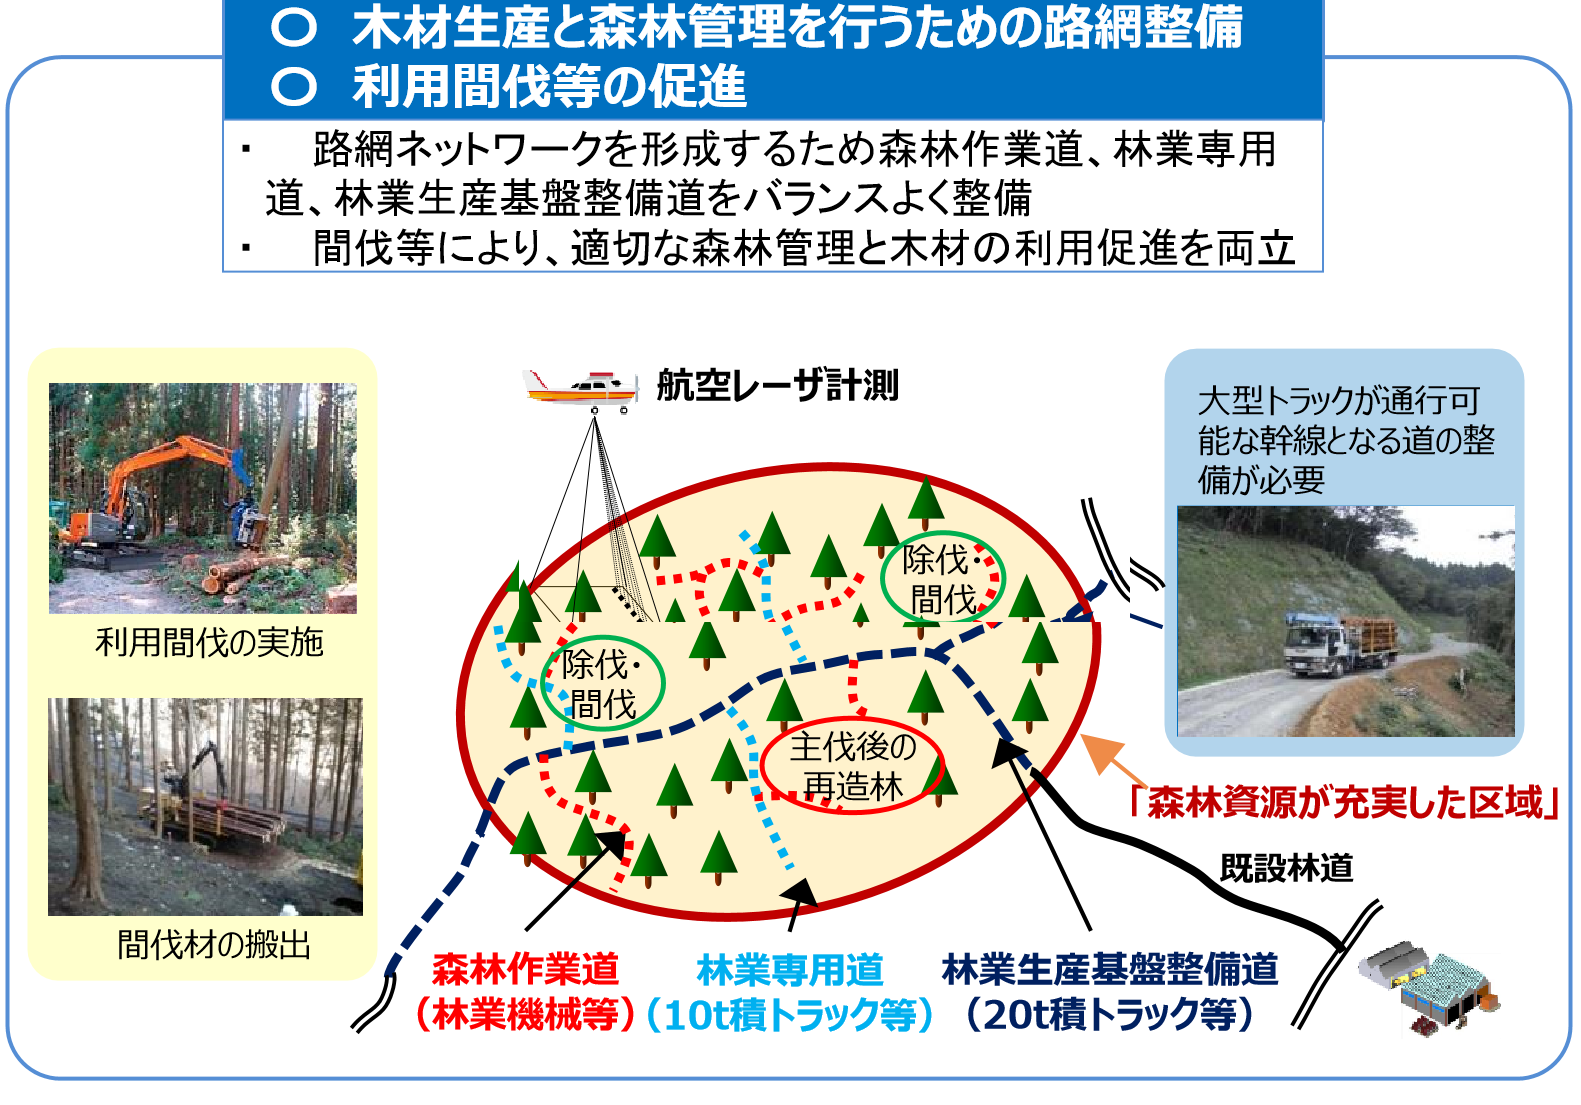 ○ 木材生産と森林管理を行うための路網整備
○ 利用間伐等の促進
・ 路網ネットワークを形成するため森林作業道、林業専用
道、林業生産基盤整備道をバランスよく整備
・ 間伐等により、適切な森林管理と木材の利用促進を両立
航空レーザ計測
大型トラックが通行可
能な幹線となる道の整
備が必要
利用間伐の実施
間伐材の搬出
除伐・
間伐
除伐・
間伐
主伐後の
再造林
「森林資源が充実した区域」
既設林道
森林作業道
（林業機械等）
林業専用道
（10t積トラック等）
林業生産基盤整備道
（20t積トラック等）